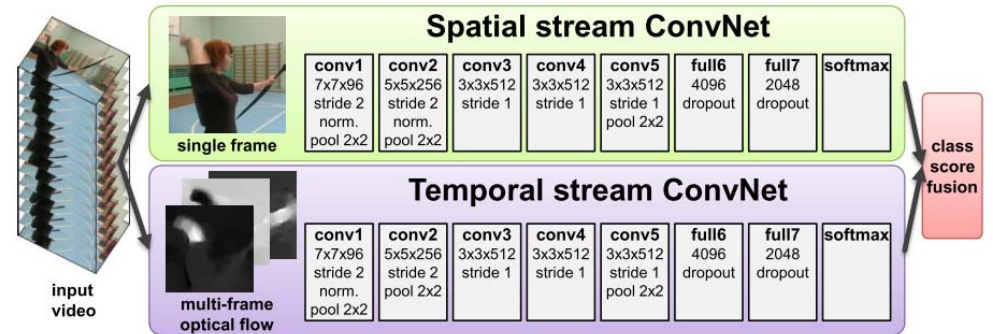 Spatial stream ConvNet
single frame
conv1
7x7x96
stride 2
norm.
pool 2x2
conv2
5x5x256
stride 2
norm.
pool 2x2
conv3
3x3x512
stride 1
conv4
3x3x512
stride 1
conv5
3x3x512
stride 1
pool 2x2
full6
4096
dropout
full7
2048
dropout
softmax
Temporal stream ConvNet
multi-frame
optical flow
conv1
7x7x96
stride 2
norm.
pool 2x2
conv2
5x5x256
stride 2
pool 2x2
conv3
3x3x512
stride 1
conv4
3x3x512
stride 1
conv5
3x3x512
stride 1
pool 2x2
full6
4096
dropout
full7
2048
dropout
softmax
input
video
class
score
fusion